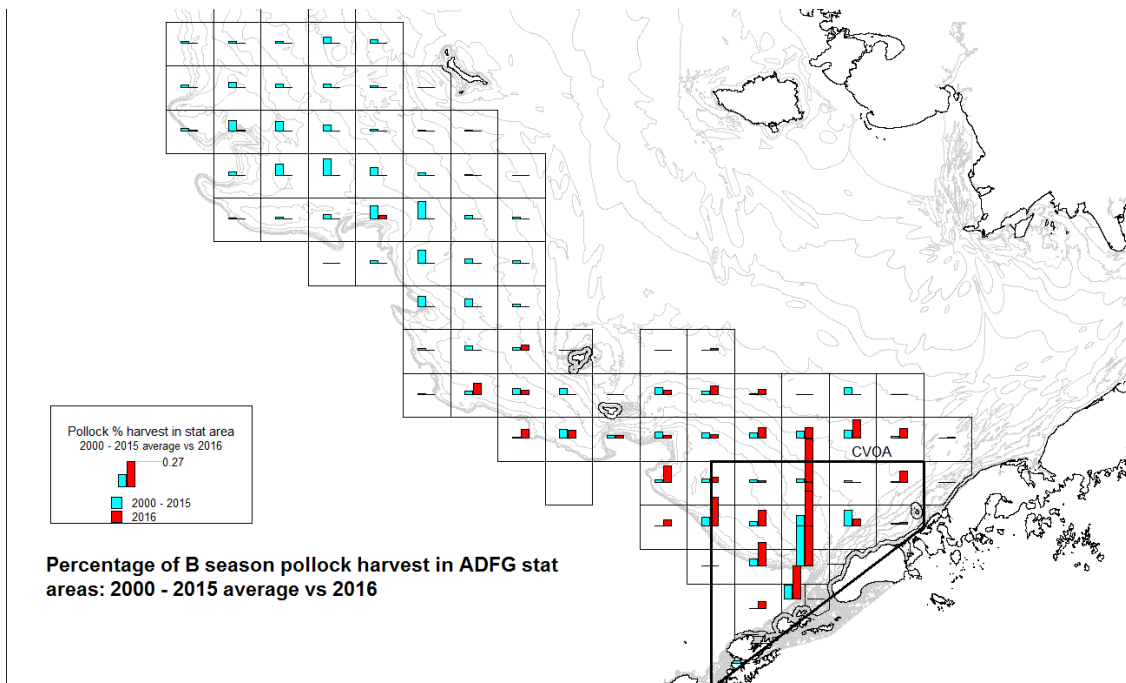 CVOA
Pollock % harvest in stat area
2000 - 2015 average vs 2016
0.27
2000 - 2015
2016
Percentage of B season pollock harvest in ADFG stat
areas: 2000 - 2015 average vs 2016